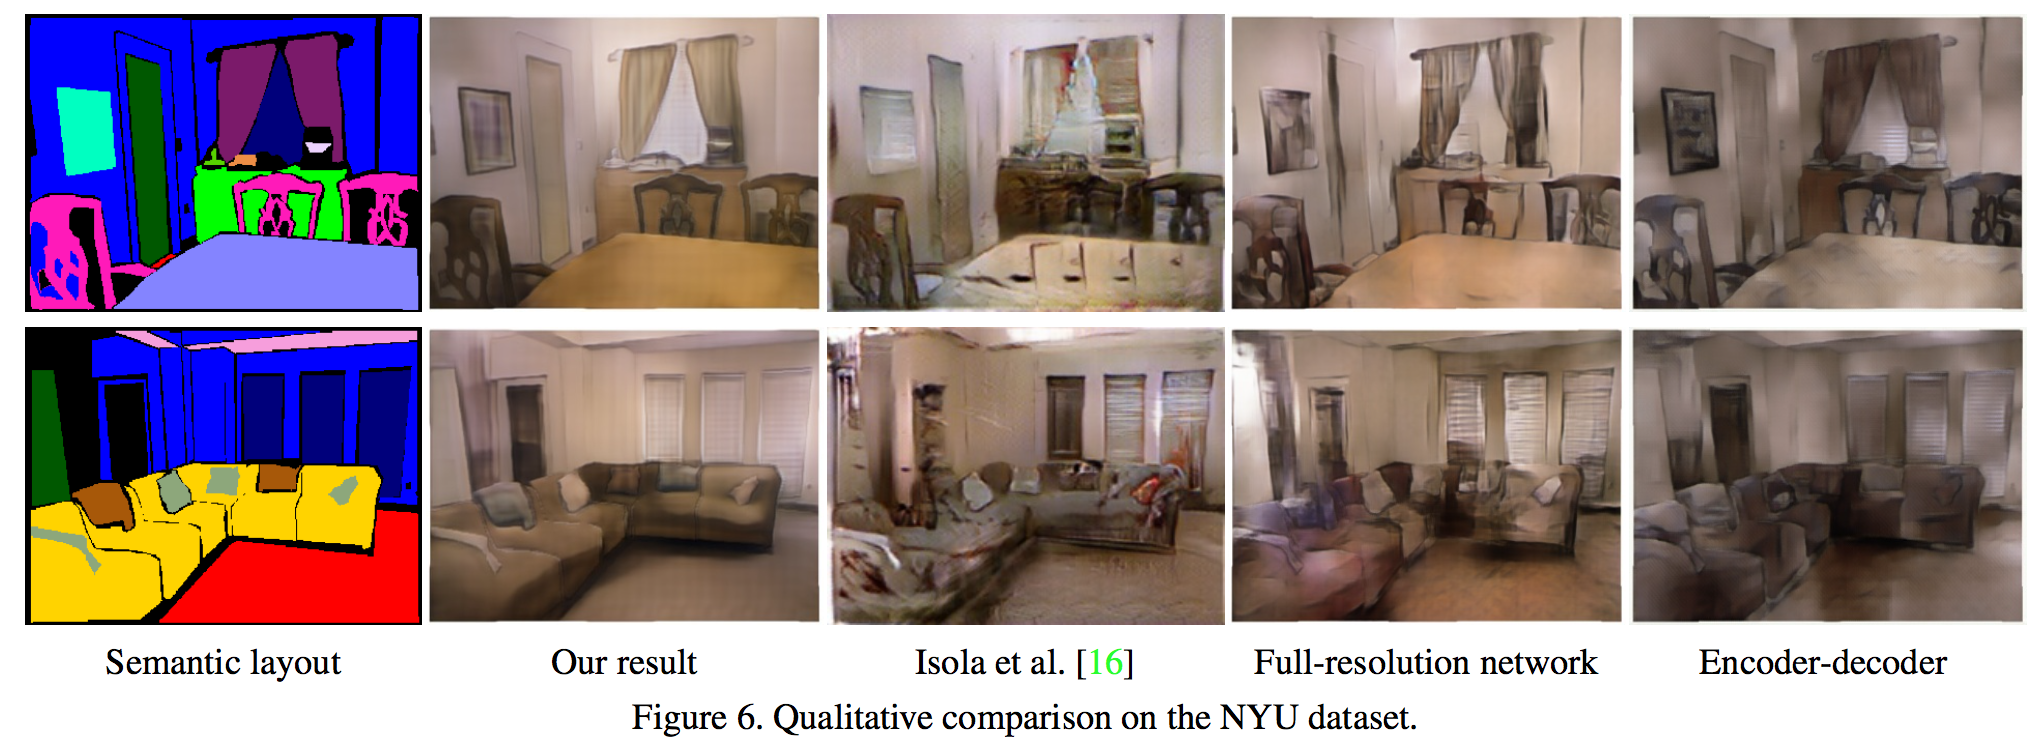 Semantic layout
Our result
Isola et al. [16]
Full-resolution network
Encoder-decoder
Figure 6. Qualitative comparison on the NYU dataset.